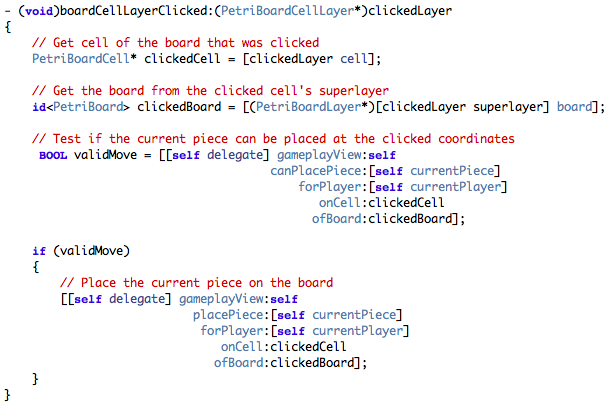 - (void)boardCellLayerClicked:(PetriBoardCellLayer*)clickedLayer
{
// Get cell of the board that was clicked
PetriBoardCell* clickedCell = [clickedLayer cell];
// Get the board from the clicked cell's superlayer
id<PetriBoard> clickedBoard = [(PetriBoardLayer*)[clickedLayer superlayer] board];
// Test if the current piece can be placed at the clicked coordinates
BOOL validMove = [[self delegate] gameplayView:self
canPlacePiece:[self currentPiece]
forPlayer:[self currentPlayer]
onCell:clickedCell
ofBoard:clickedBoard];
if (validMove)
{
// Place the current piece on the board
[[self delegate] gameplayView:self
placePiece:[self currentPiece]
forPlayer:[self currentPlayer]
onCell:clickedCell
ofBoard:clickedBoard];
}
}